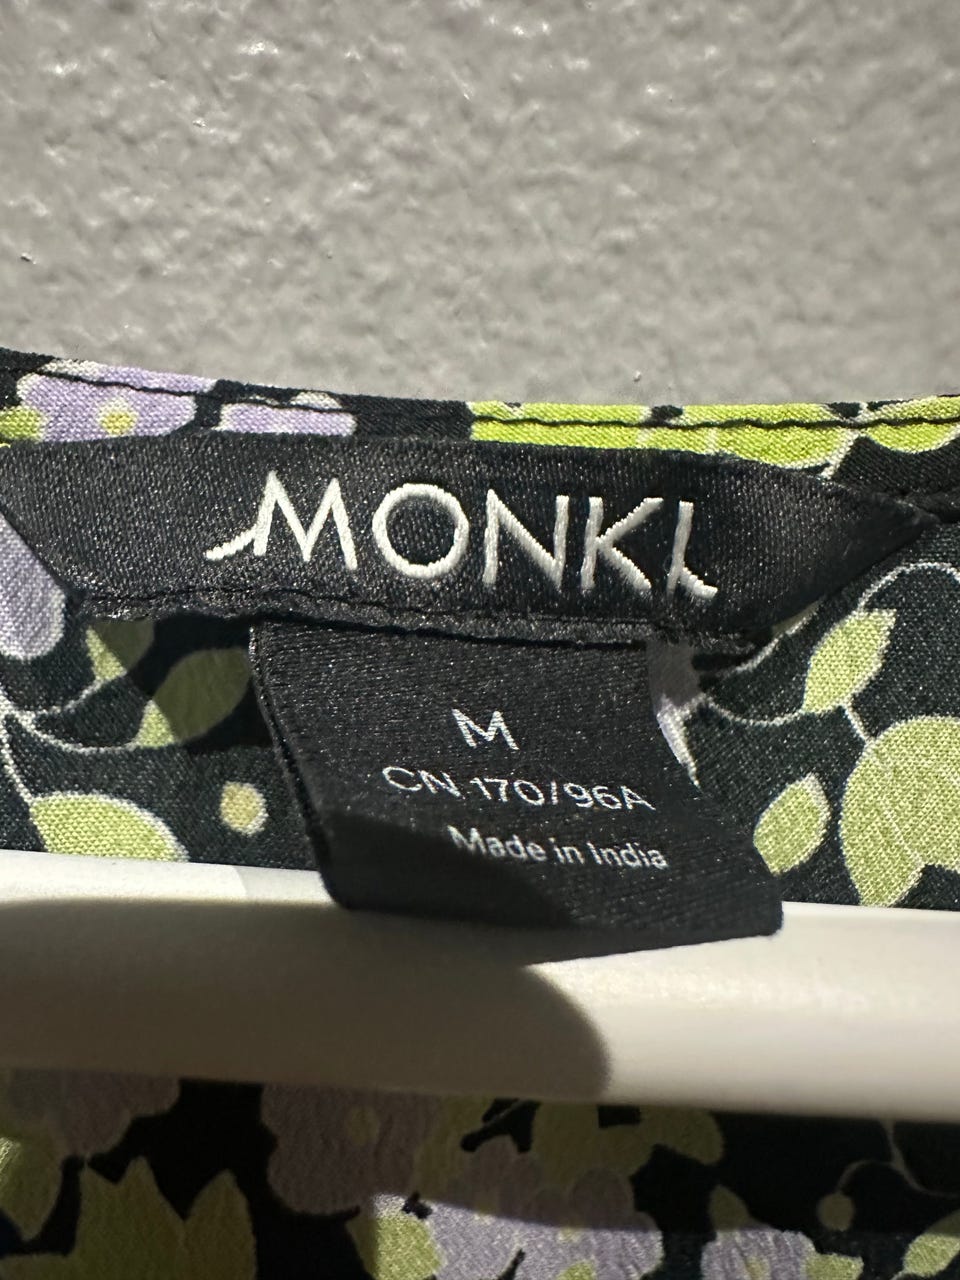 MONKI
M
CN 170/96A
Made in India